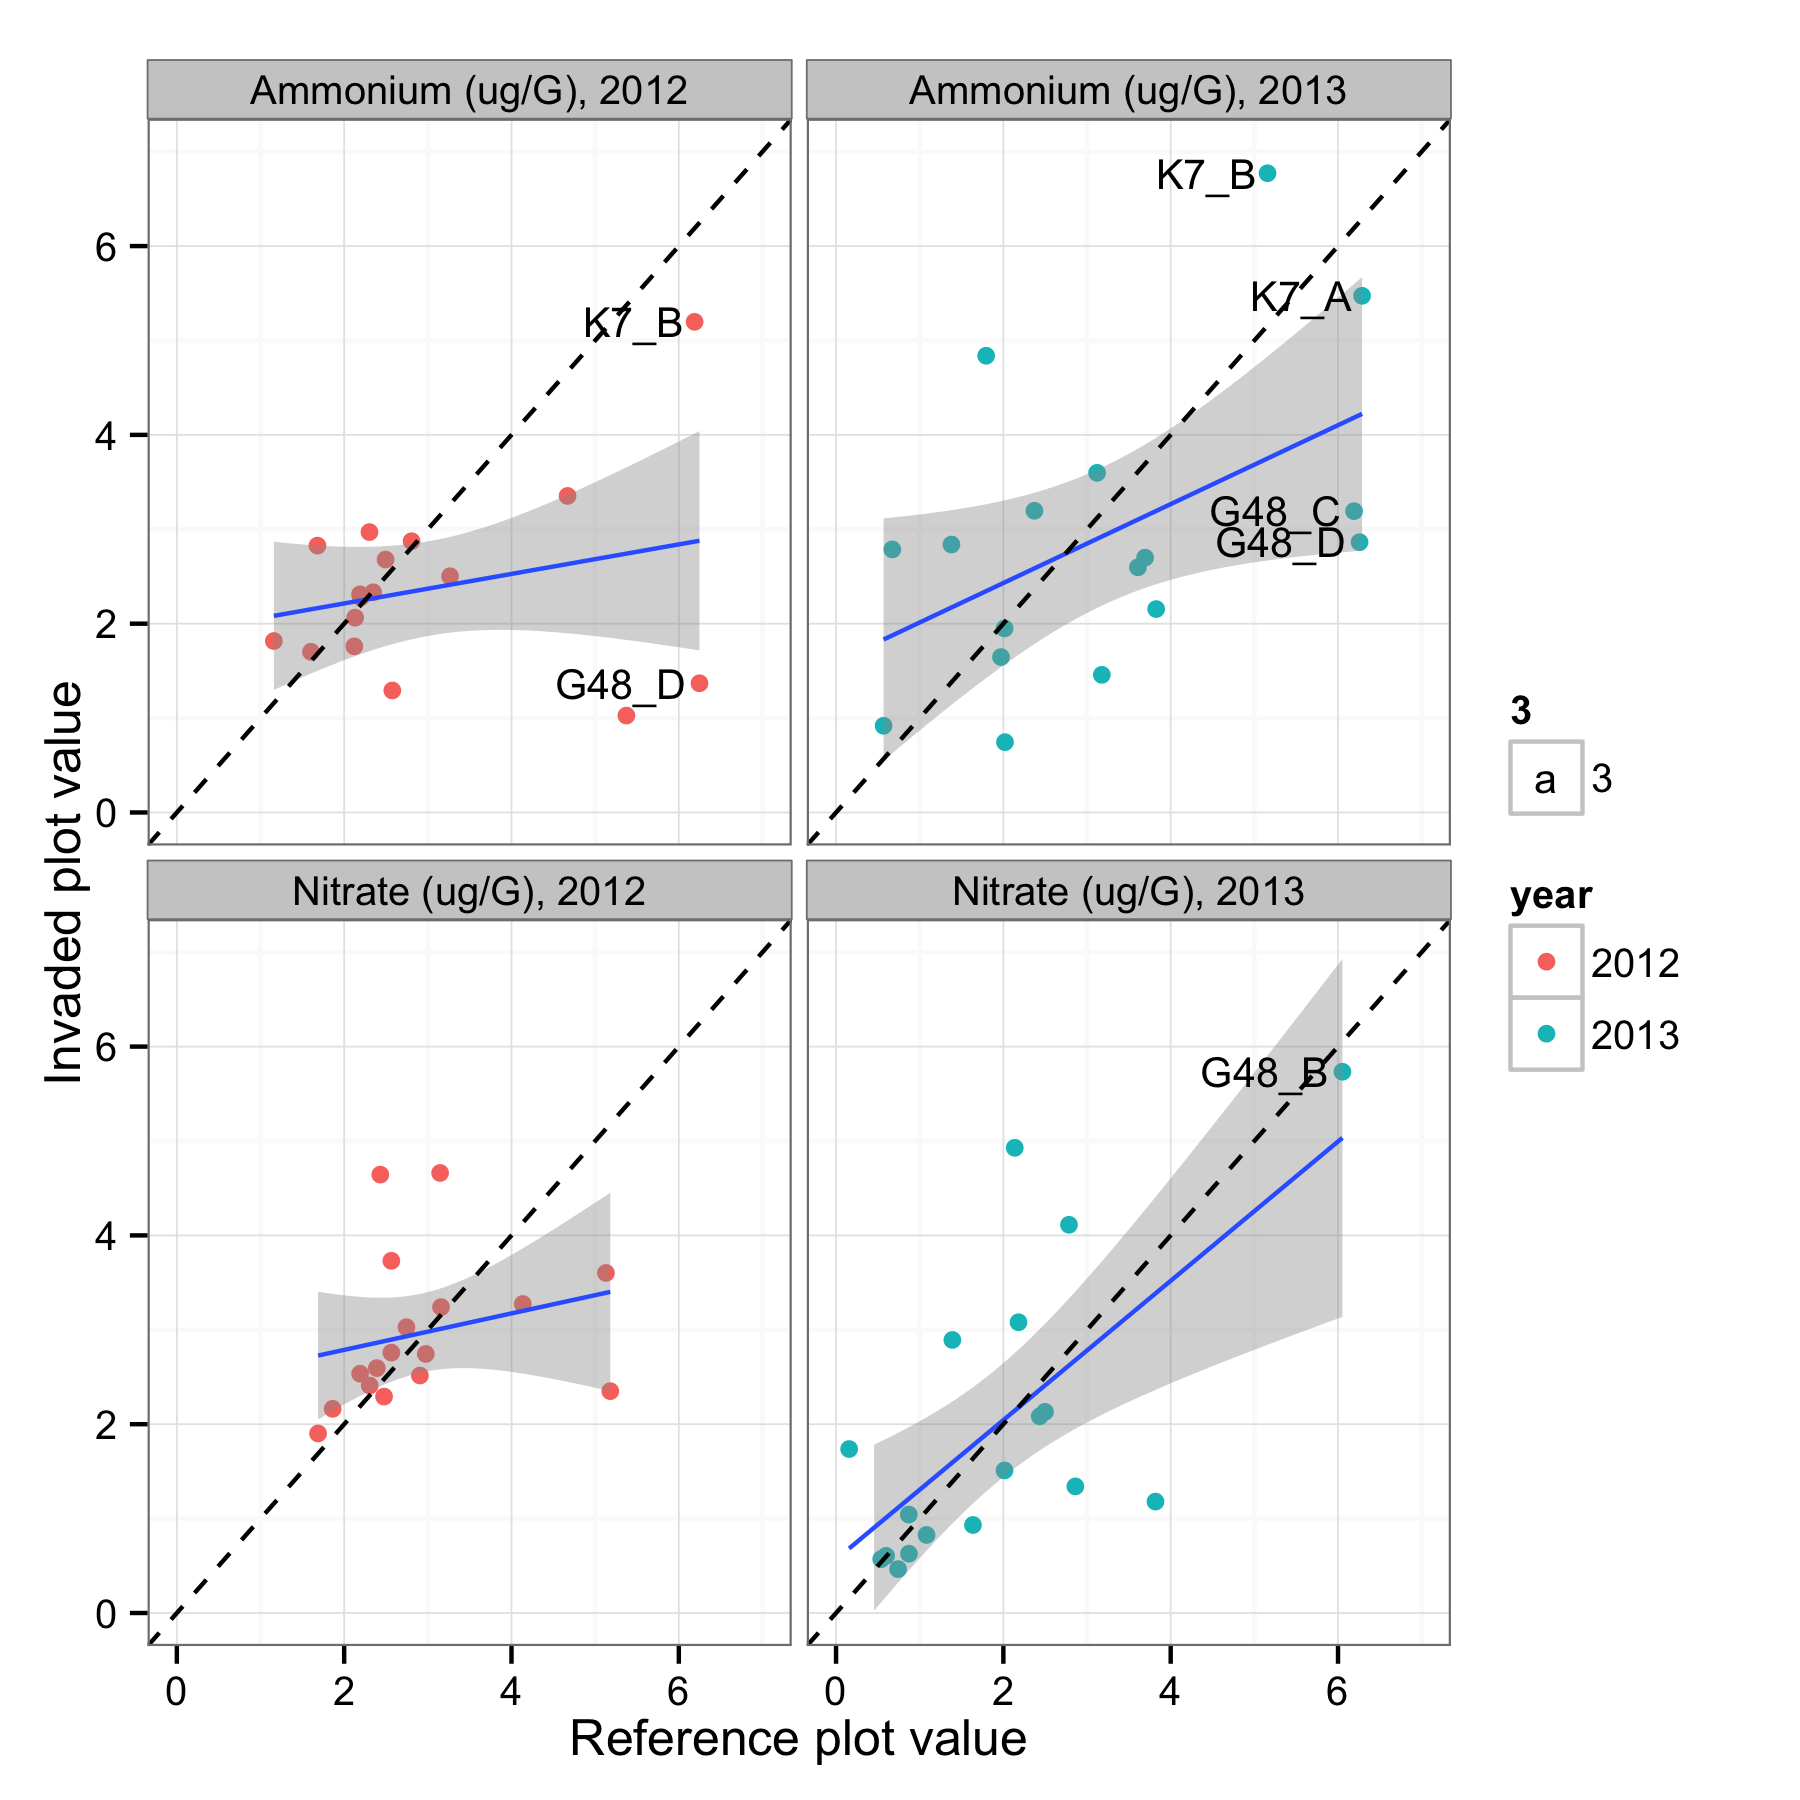 Ammonium (ug/G), 2012
Ammonium (ug/G), 2013
K7_B
G48_D
K7_B
K7_A
G48_C
G48_D
6
4
2
0
Nitrate (ug/G), 2012
Nitrate (ug/G), 2013
G48_B
6
4
2
0
0 2 4 6
0 2 4 6
Reference plot value
Invaded plot value
3
a 3
year
2012
2013